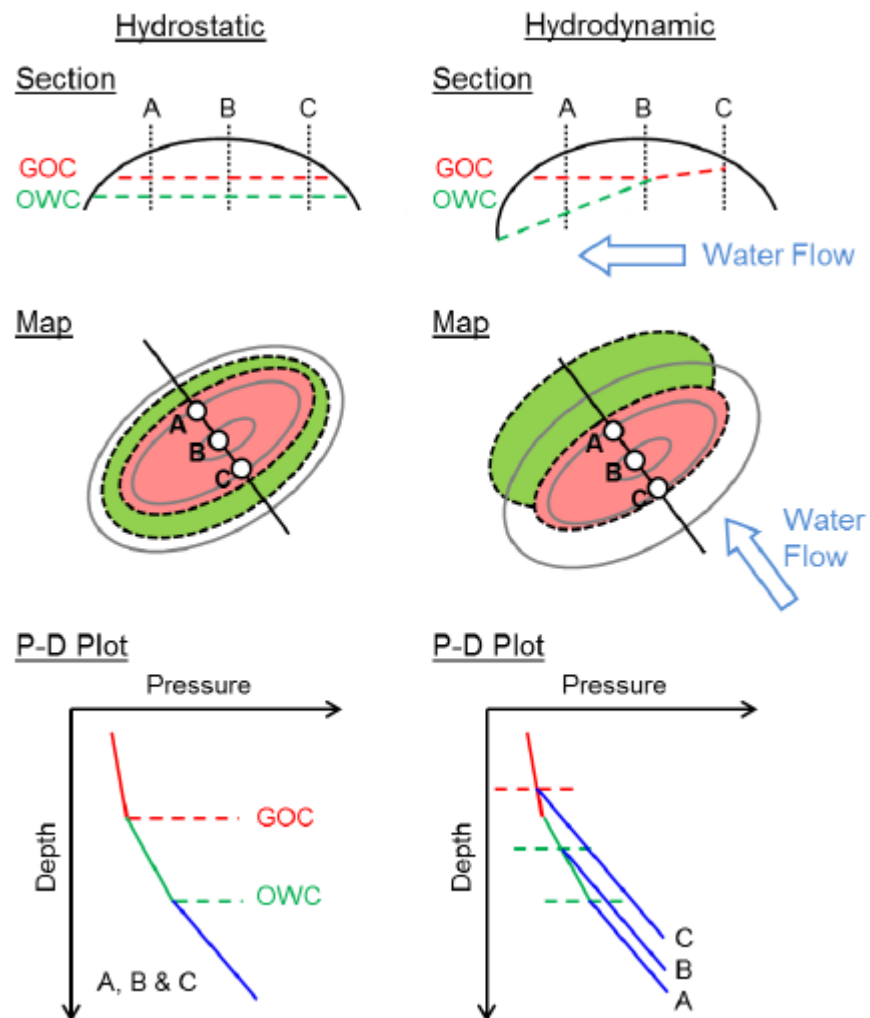 Hydrostatic
Hydrodynamic
Section
A B C
GOC
OWC
Section
A B C
GOC
OWC
Water Flow
Map
A
B
C
Map
A
B
C
Water
Flow
P-D Plot
Pressure
Depth
GOC
OWC
A, B & C
P-D Plot
Pressure
Depth
C
B
A